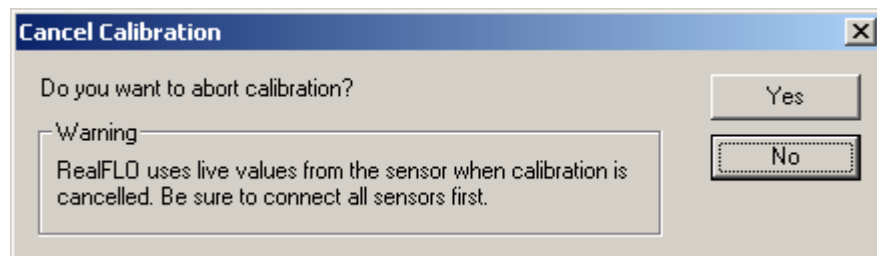 Cancel Calibration
Do you want to abort calibration?
Yes
Warning
No
RealFLO uses live values from the sensor when calibration is
cancelled. Be sure to connect all sensors first.